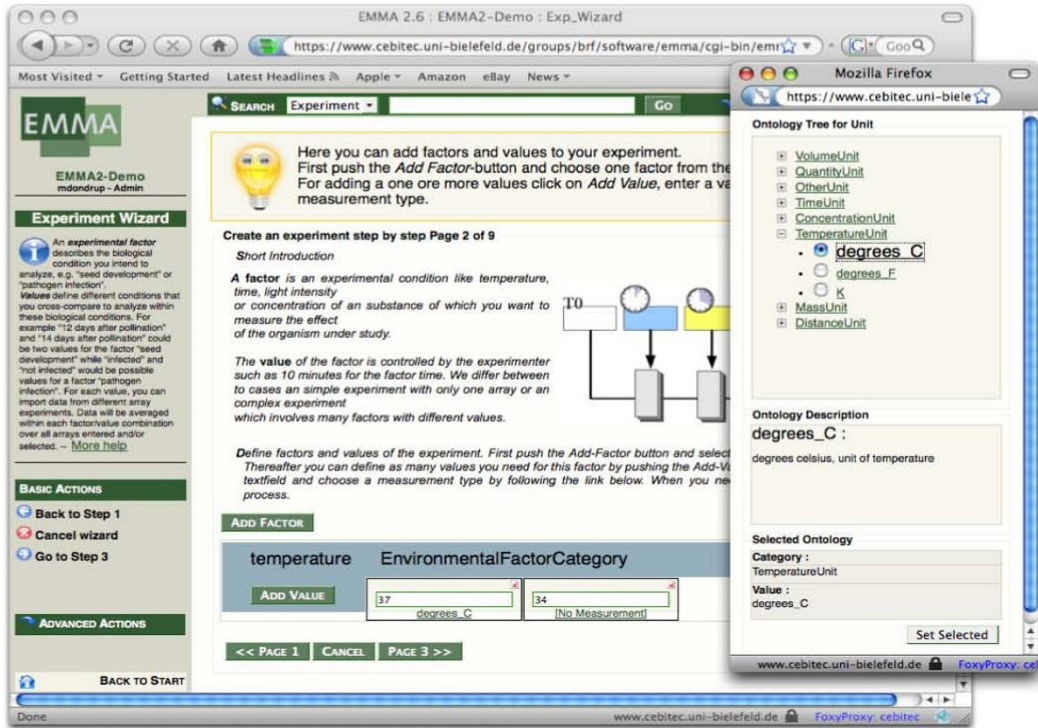 EMMA 2.6 : EMMA2-Demo : Exp_Wizard
https://www.cebitec.uni-bielefeld.de/groups/brf/software/emma/cgi-bin/emr
Goo
Most Visited Getting Started Latest Headlines Apple Amazon eBay News
EMMA
EMMA2-Demo
mdondrup - Admin
Experiment Wizard
An experimental factor
describes the biological
condition you intend to
analyze, e.g. "seed development" or
"pathogen infection".
Values define different conditions that
you cross-compare to analyze within
these biological conditions. For
example "12 days after pollination"
and "14 days after pollination" could
be two values for the factor "seed
development" while "infected" and
"not infected" would be possible
values for a factor "pathogen
infection". For each value, you can
import data from different array
experiments. Data will be averaged
within each factor/value combination
over all arrays entered and/or
selected. – More help
BASIC ACTIONS
Back to Step 1
Cancel wizard
Go to Step 3
ADVANCED ACTIONS
BACK TO START
SEARCH Experiment GO
Here you can add factors and values to your experiment.
First push the Add Factor-button and choose one factor from the
For adding a one ore more values click on Add Value, enter a va
measurement type.
Create an experiment step by step Page 2 of 9
Short Introduction
A factor is an experimental condition like temperature,
time, light intensity
or concentration of an substance of which you want to
measure the effect
of the organism under study.
The value of the factor is controlled by the experimenter
such as 10 minutes for the factor time. We differ between
to cases an simple experiment with only one array or an
complex experiment
which involves many factors with different values.
T0
Define factors and values of the experiment. First push the Add-Factor button and select
Thereafter you can define as many values you need for this factor by pushing the Add-Va
textfield and choose a measurement type by following the link below. When you nee
process.
ADD FACTOR
temperature EnvironmentalFactorCategory
ADD VALUE
37
degrees_C
34
[No Measurement]
<< PAGE 1 CANCEL PAGE 3 >>
Done
www.cebitec.uni-bielefeld.de FoxyProxy: cebitec
Mozilla Firefox
https://www.cebitec.uni-biele
Ontology Tree for Unit
VolumeUnit
QuantityUnit
OtherUnit
TimeUnit
ConcentrationUnit
TemperatureUnit
degrees_C
degrees_F
K
MassUnit
DistanceUnit
Ontology Description
degrees_C :
degrees celsius, unit of temperature
Selected Ontology
Category :
TemperatureUnit
Value :
degrees_C
Set Selected
www.cebitec.uni-bielefeld.de FoxyProxy: ce